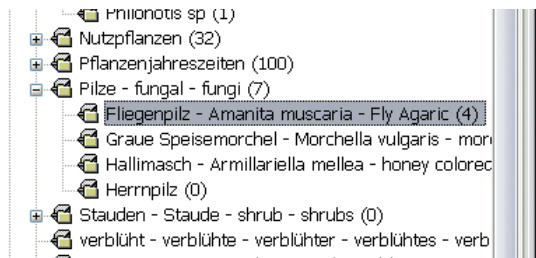 Philonotis sp (1)
Nutzpflanzen (32)
Pflanzenjahreszeiten (100)
Pilze - fungal - fungi (7)
Fliegenpilz - Amanita muscaria - Fly Agaric (4)
Graue Speisemorchel - Morchella vulgaris -
Hallimasch - Armillariella mellea - honey
Herrnpilz (0)
Stauden - Staude - shrub - shrubs (0)
verblüht - verblühte - verblühter - verblühtes - verb